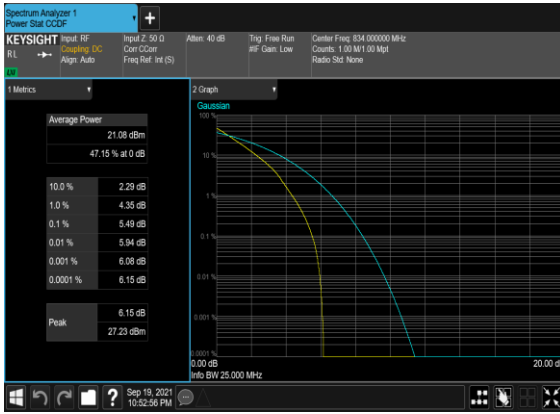 Spectrum Analyzer 1
Power Stat CCDF
+
KEYSIGHT
Input: RF
Input Z: 50 Ω
Atten: 40 dB
Trig: Free Run
Center Freq: 834.000000 MHz
RL
Coupling: DC
Corr CCorr
#IF Gain: Low
Counts: 1.00 M/1.00 Mpt
Align: Auto
Freq Ref: Int (S)
Radio Std: None
1 Metrics
2 Graph
Gaussian
Average Power
21.08 dBm
47.15 % at 0 dB
10.0 % 2.29 dB
1.0 % 4.35 dB
0.1 % 5.49 dB
0.01 % 5.94 dB
0.001 % 6.08 dB
0.0001 % 6.15 dB
Peak
6.15 dB
27.23 dBm
100 %
10 %
1 %
0.1 %
0.01 %
0.001 %
0.0001 %
0.00 dB
20.00 d
Info BW 25.000 MHz
?
Sep 19, 2021
10:52:56 PM